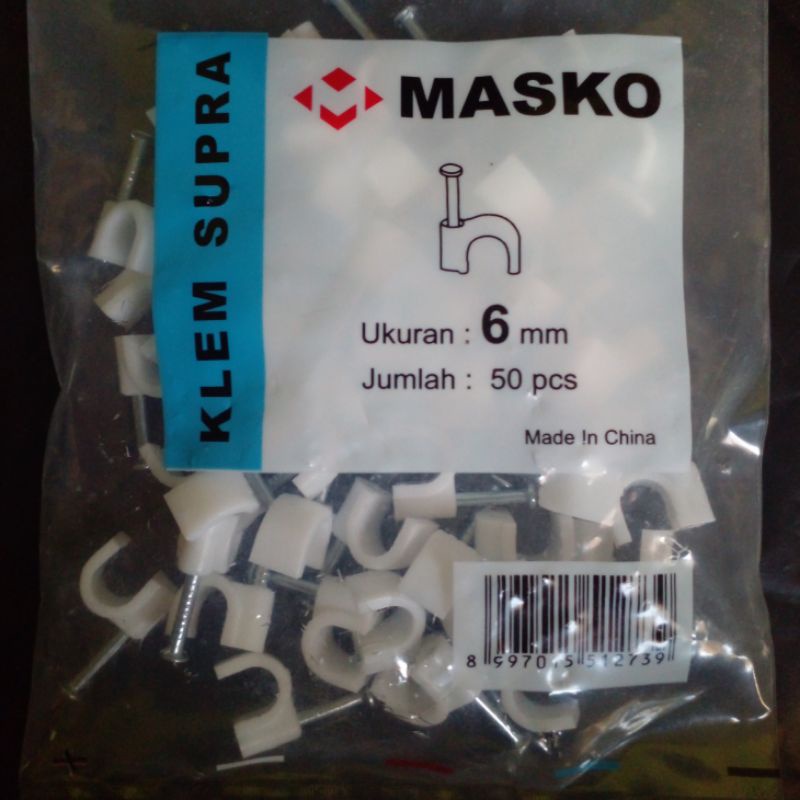 KLEM SUPRA
MASKO
Ukuran : 6 mm
Jumlah : 50 pcs
Made In China
8 997015 512739